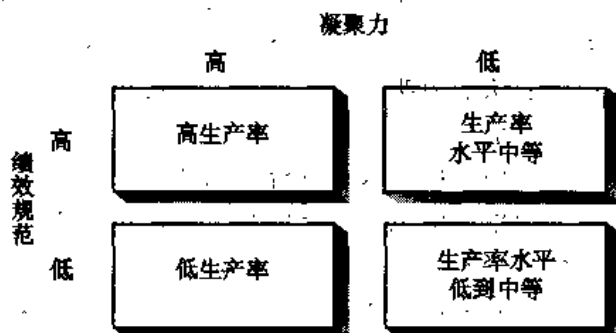 凝聚力
高
低
绩效规范
高
高生产率
生产率
水平中等
低
低生产率
生产率水平
低到中等